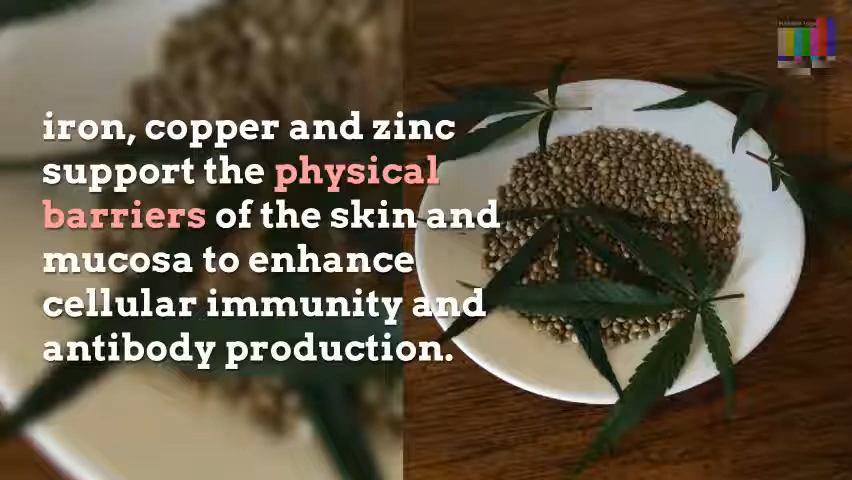 iron, copper and zinc
support the physical
barriers of the skin and
mucosa to enhance
cellular immunity and
antibody production.